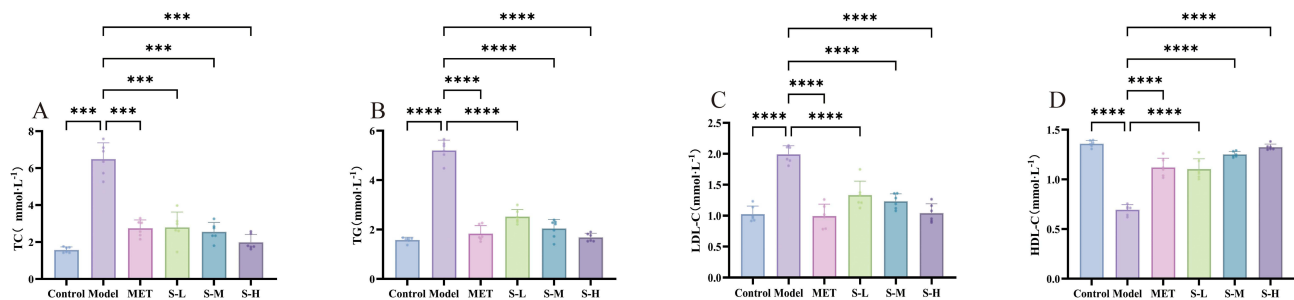 ***
***
***
*** ***
A
TC( mmol·L⁻¹)
8
6
4
2
0
Control Model MET S-L S-M S-H
****
****
****
**** ****
B
TG(mmol·L⁻¹)
6
4
2
0
Control Model MET S-L S-M S-H
****
****
****
**** ****
C
LDL-C(mmol·L⁻¹)
2.5
2.0
1.5
1.0
0.5
0.0
Control Model MET S-L S-M S-H
****
****
****
**** ****
D
HDL-C(mmol·L⁻¹)
1.5
1.0
0.5
0.0
Control Model MET S-L S-M S-H